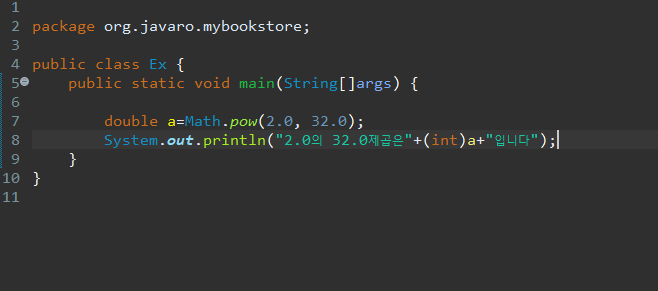 1
2 package org.javaro.mybookstore;
3
4 public class Ex {
5 public static void main(String[]args) {
6
7 double a=Math.pow(2.0, 32.0);
8 System.out.println("2.0의 32.0제곱은"+(int)a+"입니다");
9 }
10 }
11